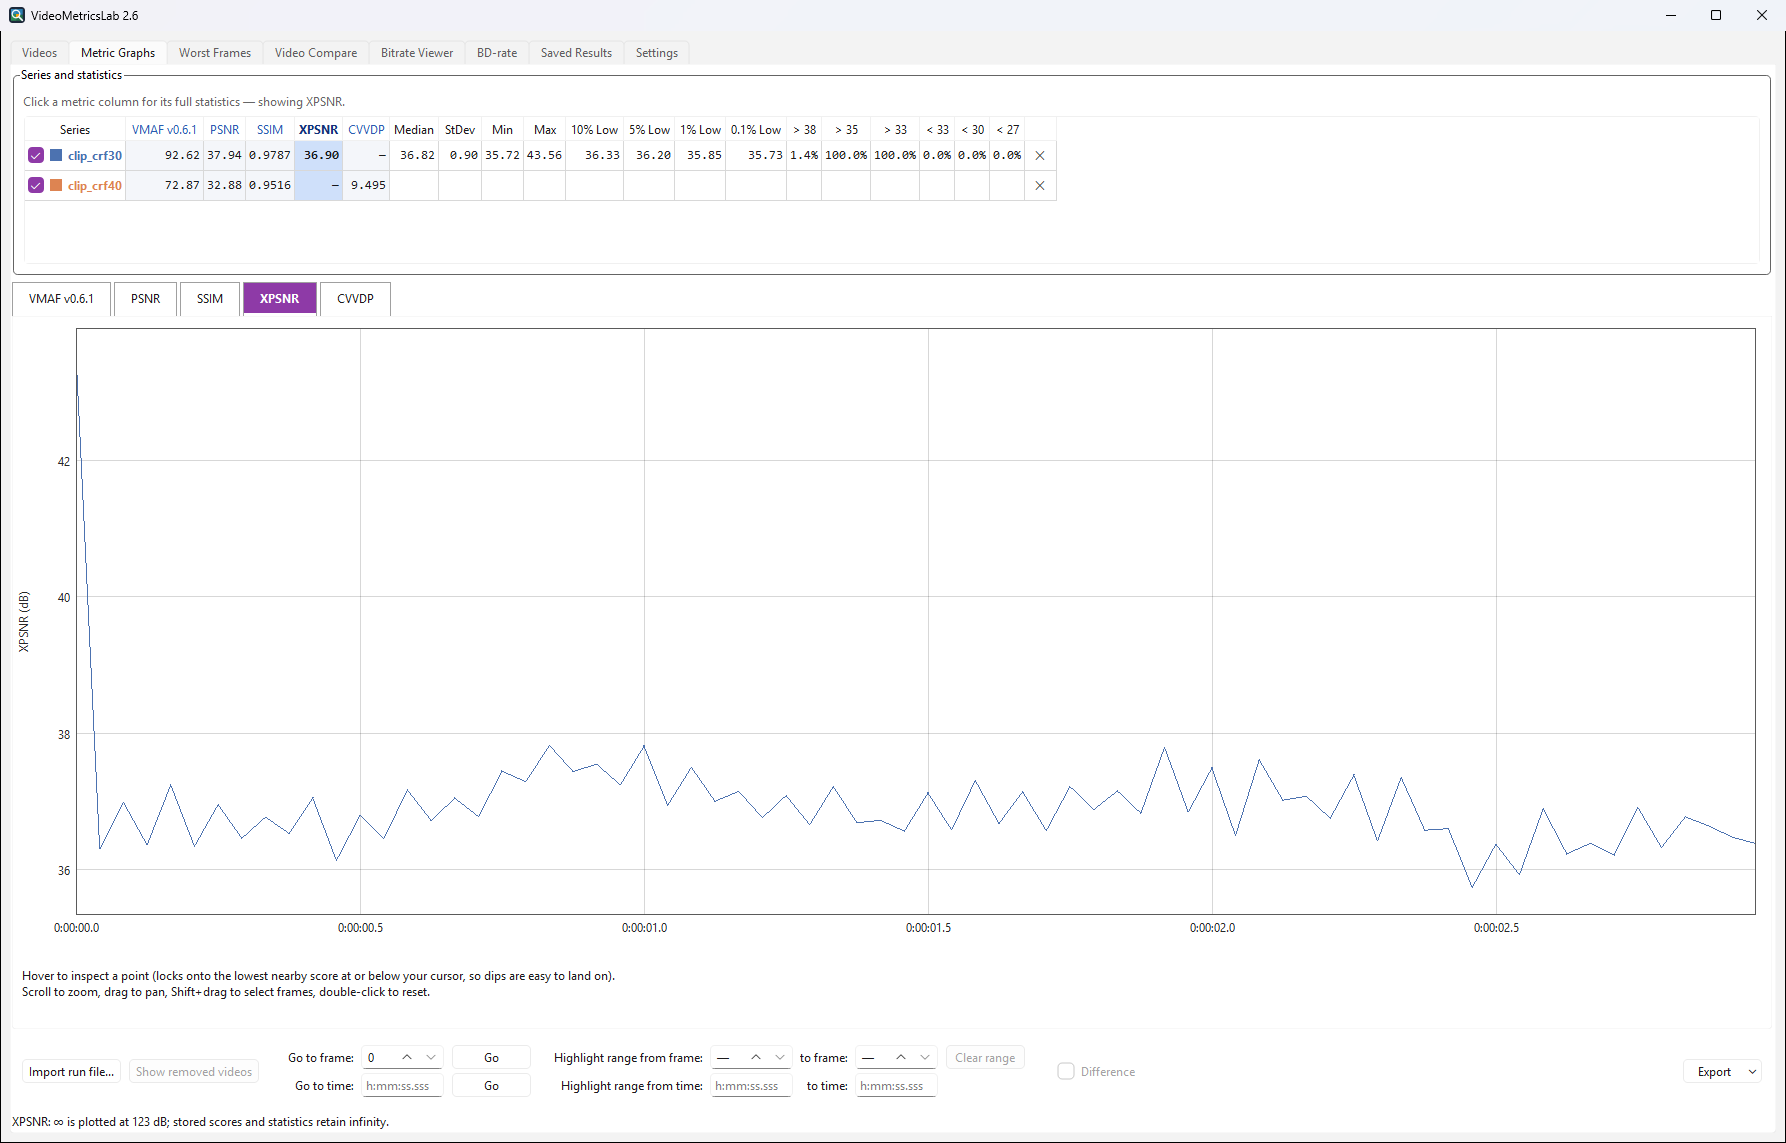 VideoMetricsLab 2.6
Videos Metric Graphs Worst Frames Video Compare Bitrate Viewer BD-rate Saved Results Settings
Series and statistics
Click a metric column for its full statistics — showing XPSNR.
Series VMAF v0.6.1 PSNR SSIM XPSNR CVVDP Median StDev Min Max 10% Low 5% Low 1% Low 0.1% Low > 38 > 35 > 33 < 33 < 30 < 27
clip_crf30 92.62 37.94 0.9787 36.90 — 36.82 0.90 35.72 43.56 36.33 36.20 35.85 35.73 1.4% 100.0% 100.0% 0.0% 0.0% 0.0% ×
clip_crf40 72.87 32.88 0.9516 — 9.495 ×
VMAF v0.6.1 PSNR SSIM XPSNR CVVDP
XPSNR (dB)
42
40
38
36
0:00:00.0 0:00:00.5 0:00:01.0 0:00:01.5 0:00:02.0 0:00:02.5
Hover to inspect a point (locks onto the lowest nearby score at or below your cursor, so dips are easy to land on).
Scroll to zoom, drag to pan, Shift+drag to select frames, double-click to reset.
Import run file... Show removed videos
Go to frame: 0 Go Highlight range from frame: — to frame: — Clear range
Go to time: h:mm:ss.sss Go Highlight range from time: h:mm:ss.sss to time: h:mm:ss.sss
Difference
Export
XPSNR: ∞ is plotted at 123 dB; stored scores and statistics retain infinity.